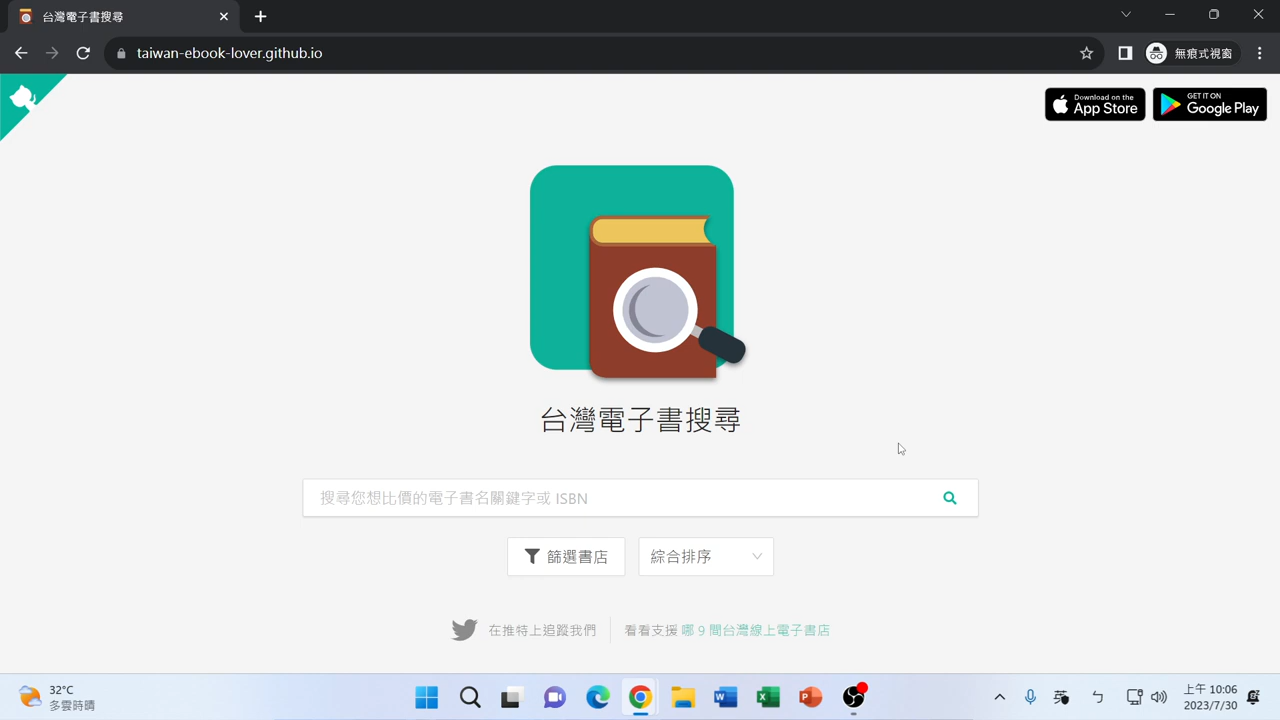 台灣電子書搜尋
taiwan-ebook-lover.github.io
無痕式視窗
Download on the
App Store
GET IT ON
Google Play
台灣電子書搜尋
搜尋您想比價的電子書名關鍵字或 ISBN
篩選書店
綜合排序
在推特上追蹤我們
看看支援 哪 9 間台灣線上電子書店
32°C
多雲時晴
英
ㄅ
上午 10:06
2023/7/30